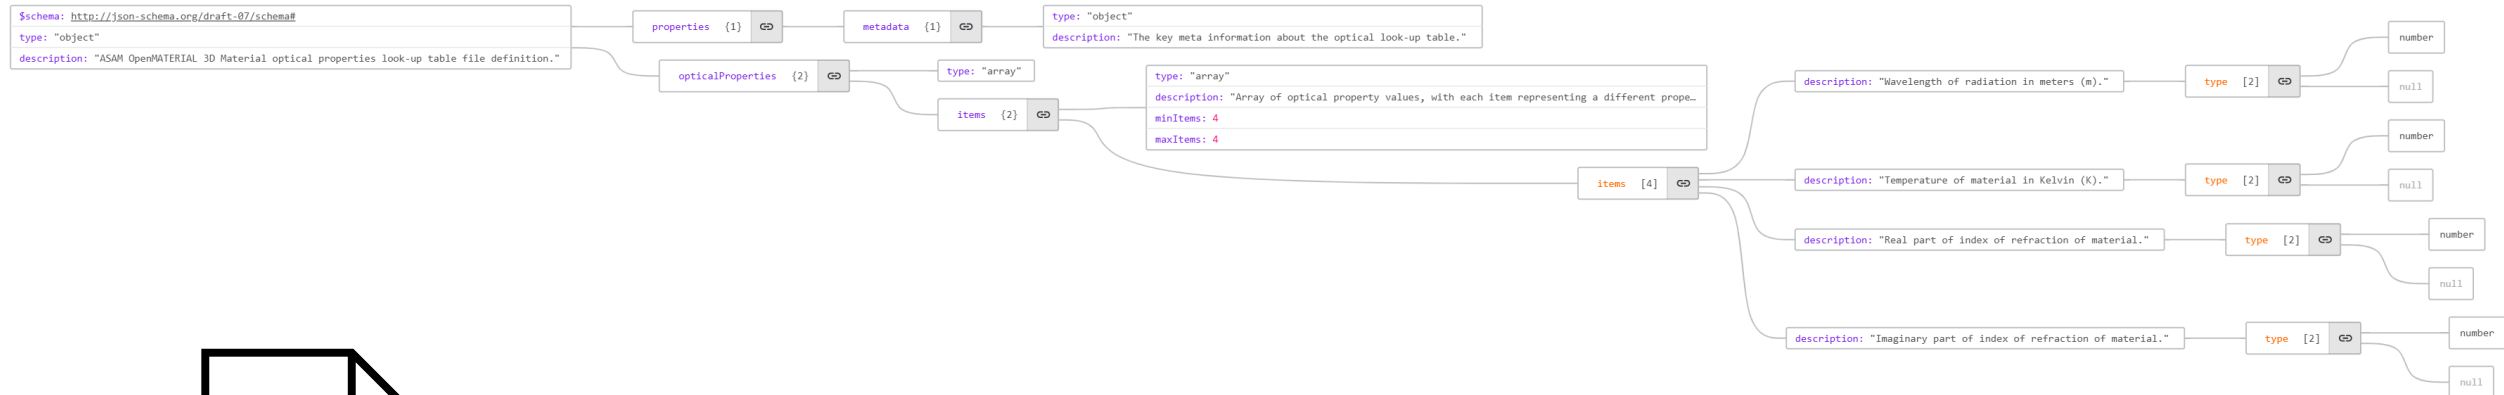 $schema: http://json-schema.org/draft-07/schema#
type: "object"
description: "ASAM OpenMATERIAL 3D Material optical properties look-up table file definition."
properties {1}
metadata {1}
type: "object"
description: "The key meta information about the optical look-up table."
opticalProperties {2}
type: "array"
items {2}
type: "array"
description: "Array of optical property values, with each item representing a different prope…
minItems: 4
maxItems: 4
items [4]
description: "Wavelength of radiation in meters (m)."
type [2]
number
null
description: "Temperature of material in Kelvin (K)."
type [2]
number
null
description: "Real part of index of refraction of material."
type [2]
number
null
description: "Imaginary part of index of refraction of material."
type [2]
number
null